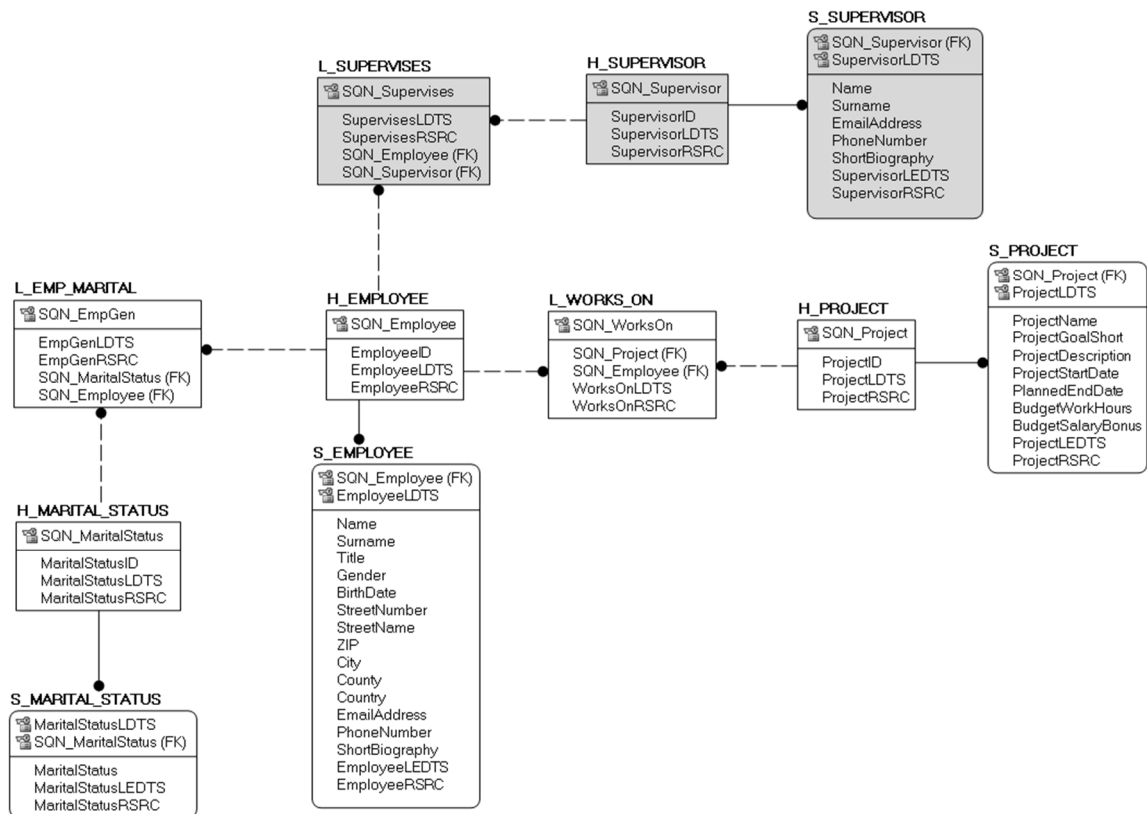 S_SUPERVISOR
SQN_Supervisor (FK)
SupervisorLDTS
Name
Surname
EmailAddress
PhoneNumber
ShortBiography
SupervisorLEDTS
SupervisorRSRC
H_SUPERVISOR
SQN_Supervisor
SupervisorID
SupervisorLDTS
SupervisorRSRC
L_SUPERVISES
SQN_Supervises
SupervisesLDTS
SupervisesRSRC
SQN_Employee (FK)
SQN_Supervisor (FK)
L_EMP_MARITAL
SQN_EmpGen
EmpGenLDTS
EmpGenRSRC
SQN_MaritalStatus (FK)
SQN_Employee (FK)
H_EMPLOYEE
SQN_Employee
EmployeeID
EmployeeLDTS
EmployeeRSRC
L_WORKS_ON
SQN_WorksOn
SQN_Project (FK)
SQN_Employee (FK)
WorksOnLDTS
WorksOnRSRC
H_PROJECT
SQN_Project
ProjectID
ProjectLDTS
ProjectRSRC
S_PROJECT
SQN_Project (FK)
ProjectLDTS
ProjectName
ProjectGoalShort
ProjectDescription
ProjectStartDate
PlannedEndDate
BudgetWorkHours
BudgetSalaryBonus
ProjectLEDTS
ProjectRSRC
S_EMPLOYEE
SQN_Employee (FK)
EmployeeLDTS
Name
Surname
Title
Gender
BirthDate
StreetNumber
StreetName
ZIP
City
County
Country
EmailAddress
PhoneNumber
ShortBiography
EmployeeLEDTS
EmployeeRSRC
H_MARITAL_STATUS
SQN_MaritalStatus
MaritalStatusID
MaritalStatusLDTS
MaritalStatusRSRC
S_MARITAL_STATUS
MaritalStatusLDTS
SQN_MaritalStatus (FK)
MaritalStatus
MaritalStatusLEDTS
MaritalStatusRSRC